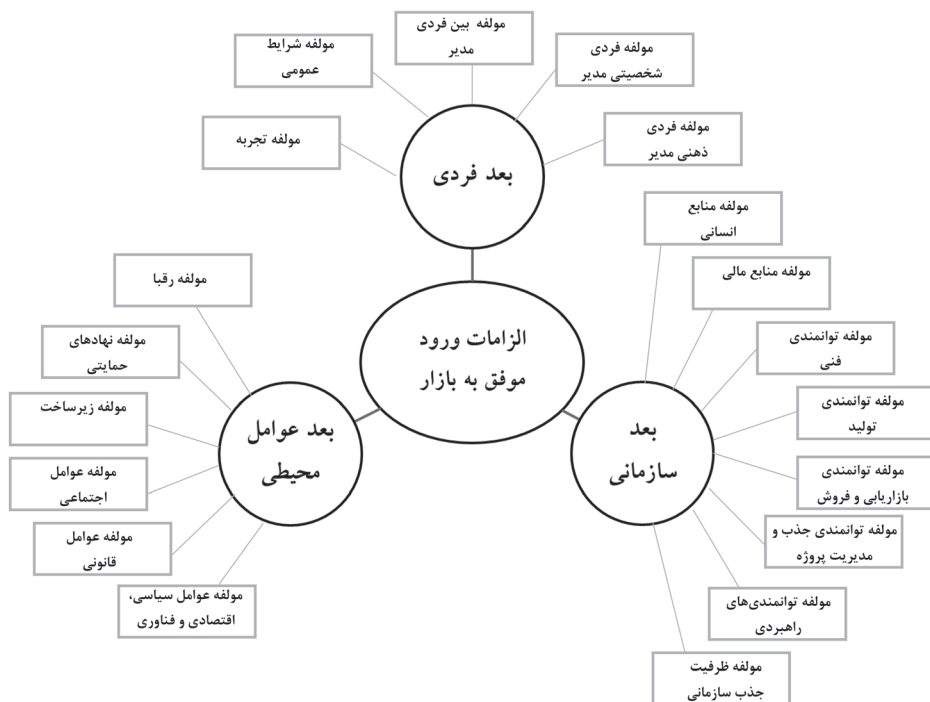 مولفه بین فردی
مدیر
مولفه شرایط
عمومی
مولفه فردی
شخصیتی مدیر
مولفه تجربه
مولفه فردی
ذهنی مدیر
بعد فردی
مولفه منابع
انسانی
مولفه منابع مالی
مولفه رقبا
مولفه توانمندی
فنی
مولفه نهادهای
حمایتی
الزامات ورود
موفق به بازار
مولفه توانمندی
تولید
مولفه زیرساخت
بعد
سازمانی
بعد عوامل
محیطی
مولفه توانمندی
بازاریابی و فروش
مولفه عوامل
اجتماعی
مولفه توانمندی جذب و
مدیریت پروژه
مولفه عوامل
قانونی
مولفه توانمندی‌های
راهبردی
مولفه عوامل سیاسی،
اقتصادی و فناوری
مولفه ظرفیت
جذب سازمانی